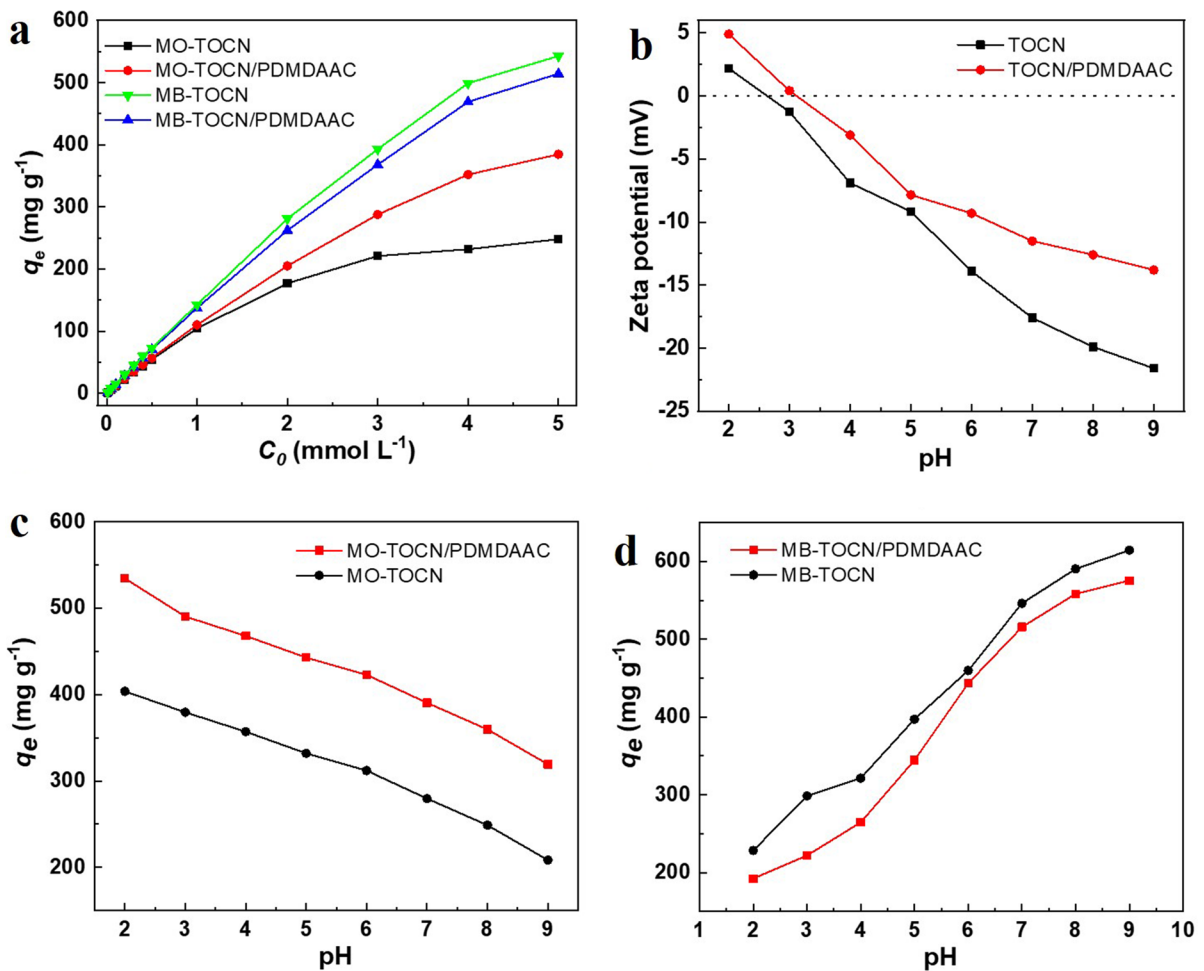 a
600
500
400
300
200
100
0
qe (mg g-1)
MO-TOCN
MO-TOCN/PDMDAAC
MB-TOCN
MB-TOCN/PDMDAAC
0 1 2 3 4 5
C0 (mmol L-1)
b
5
0
-5
-10
-15
-20
-25
Zeta potential (mV)
TOCN
TOCN/PDMDAAC
2 3 4 5 6 7 8 9
pH
c
600
500
400
300
200
qe (mg g-1)
MO-TOCN/PDMDAAC
MO-TOCN
2 3 4 5 6 7 8 9
pH
d
600
500
400
300
200
qe (mg g-1)
MB-TOCN/PDMDAAC
MB-TOCN
1 2 3 4 5 6 7 8 9 10
pH